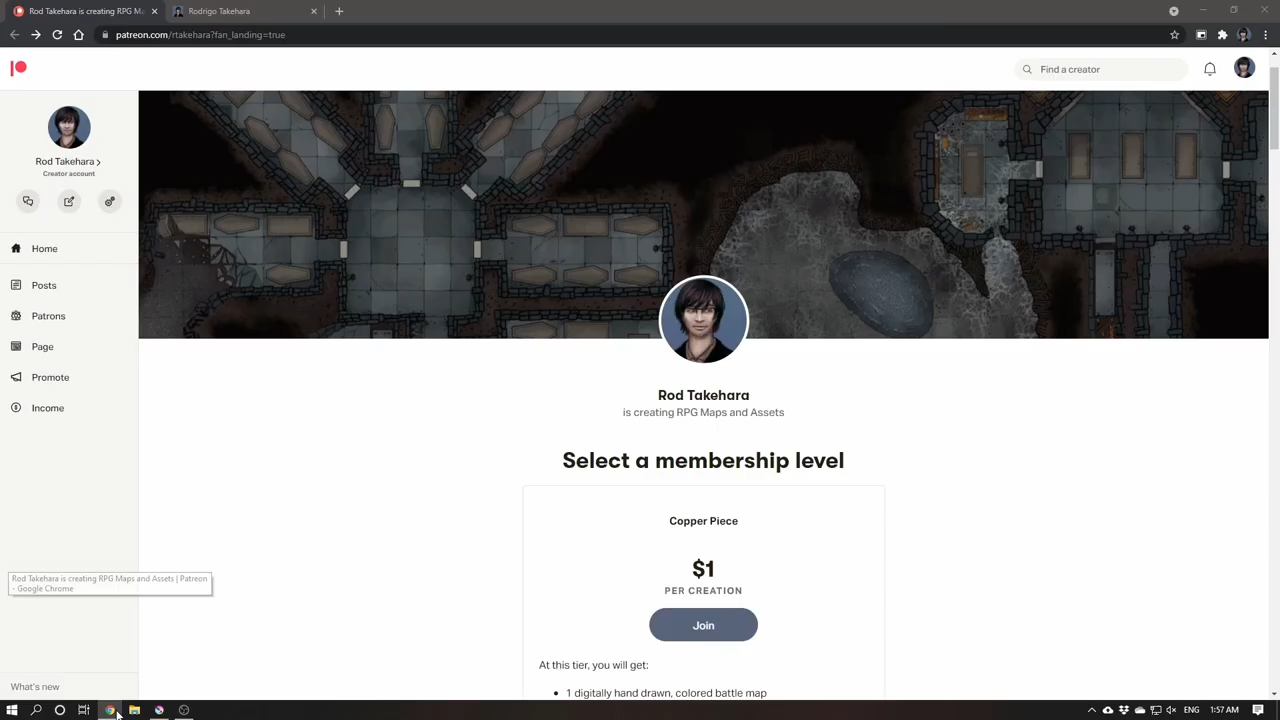 Rod Takehara is creating RPG Ma
Rodrigo Takehara
patreon.com/rtakehara?fan_landing=true
Find a creator
Rod Takehara
Creator account
Home
Posts
Patrons
Page
Promote
Income
Rod Takehara
is creating RPG Maps and Assets
Select a membership level
Copper Piece
$1
PER CREATION
Join
At this tier, you will get:
• 1 digitally hand drawn, colored battle map
Rod Takehara is creating RPG Maps and Assets | Patreon
- Google Chrome
What's new
ENG
1:57 AM